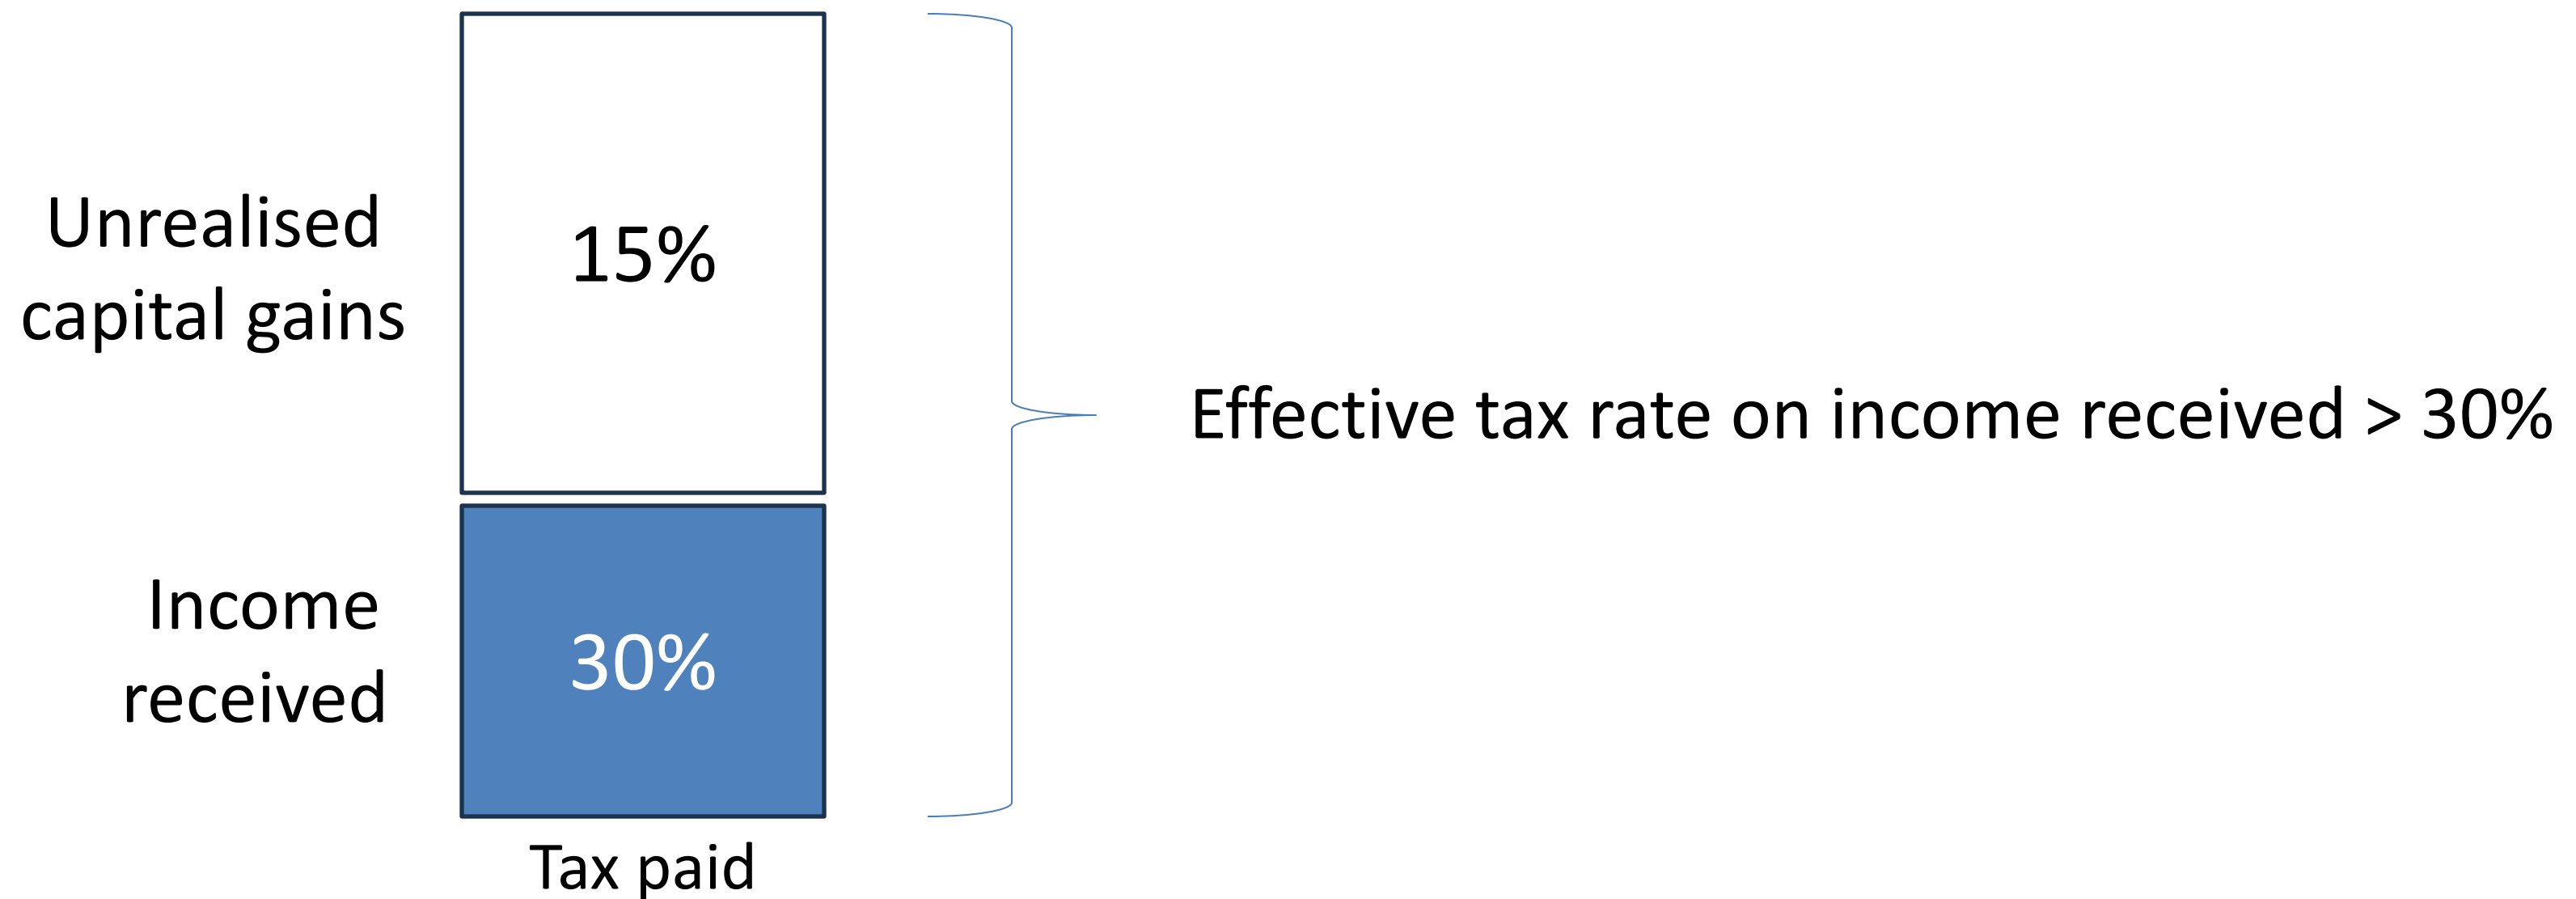 Unrealised
capital gains
15%
Effective tax rate on income received > 30%
Income
received
30%
Tax paid